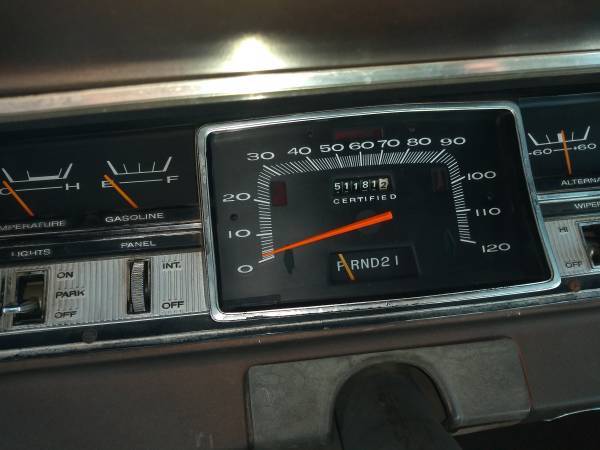 30 40 50 60 70 80 90
20 100
10 110
0 120
51181
CERTIFIED
PRND21
C H
TEMPERATURE
E F
GASOLINE
-60 +60
ALTERNA
LIGHTS
ON
PARK
OFF
PANEL
INT.
OFF
WIPER
HI
OFF